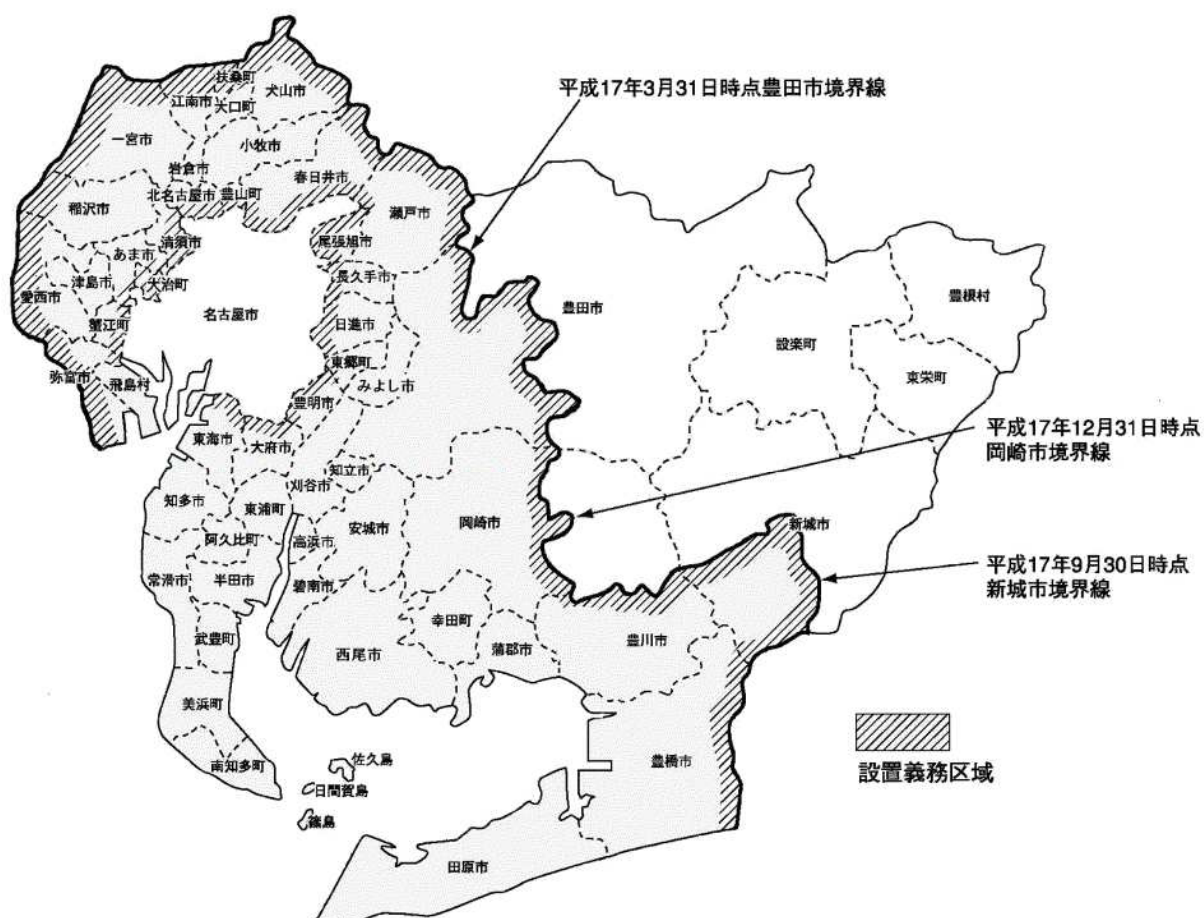 扶桑町
犬山市
江南市
大口町
平成17年3月31日時点豊田市境界線
一宮市
小牧市
岩倉市
春日井市
北名古屋市
豊山町
稲沢市
瀬戸市
清須市
尾張旭市
あま市
長久手市
津島市
大治町
愛西市
豊田市
豊根村
名古屋市
蟹江町
日進市
設楽町
東栄町
東郷町
弥富市
飛島村
みよし市
豊明市
東海市
大府市
平成17年12月31日時点
岡崎市境界線
知立市
刈谷市
知多市
東浦町
岡崎市
新城市
安城市
阿久比町
高浜市
平成17年9月30日時点
新城市境界線
常滑市
半田市
碧南市
幸田町
豊川市
武豊町
蒲郡市
西尾市
美浜町
佐久島
豊橋市
設置義務区域
南知多町
日間賀島
篠島
田原市